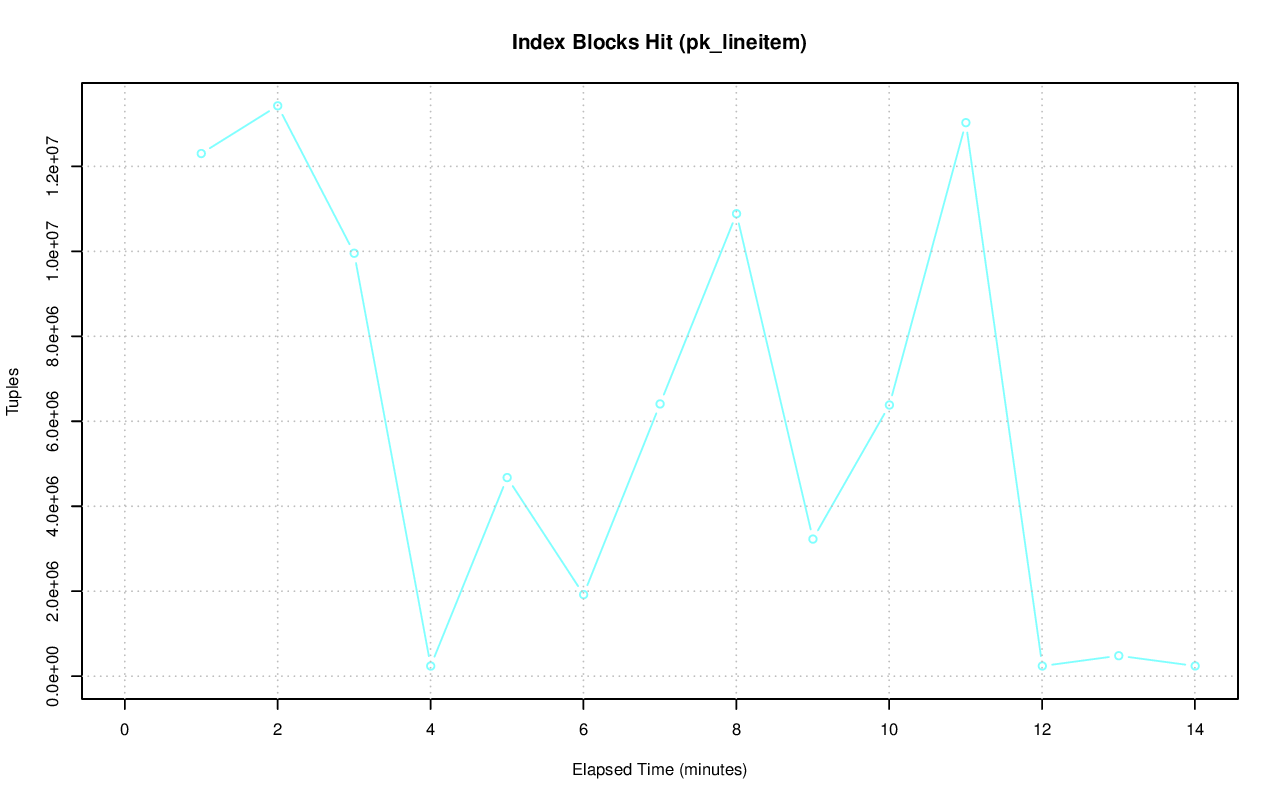 Index Blocks Hit (pk_lineitem)
Tuples
1.2e+07
1.0e+07
8.0e+06
6.0e+06
4.0e+06
2.0e+06
0.0e+00
0 2 4 6 8 10 12 14
Elapsed Time (minutes)